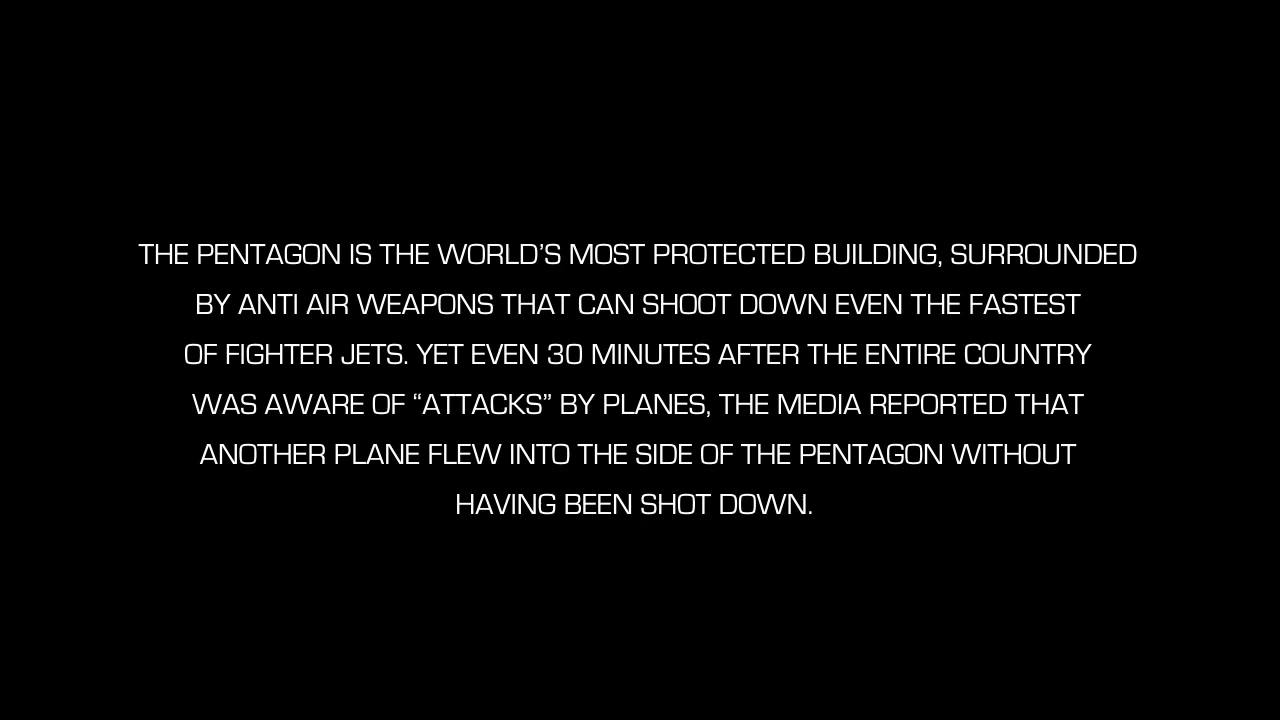 THE PENTAGON IS THE WORLD’S MOST PROTECTED BUILDING, SURROUNDED
BY ANTI AIR WEAPONS THAT CAN SHOOT DOWN EVEN THE FASTEST
OF FIGHTER JETS. YET EVEN 30 MINUTES AFTER THE ENTIRE COUNTRY
WAS AWARE OF “ATTACKS” BY PLANES, THE MEDIA REPORTED THAT
ANOTHER PLANE FLEW INTO THE SIDE OF THE PENTAGON WITHOUT
HAVING BEEN SHOT DOWN.